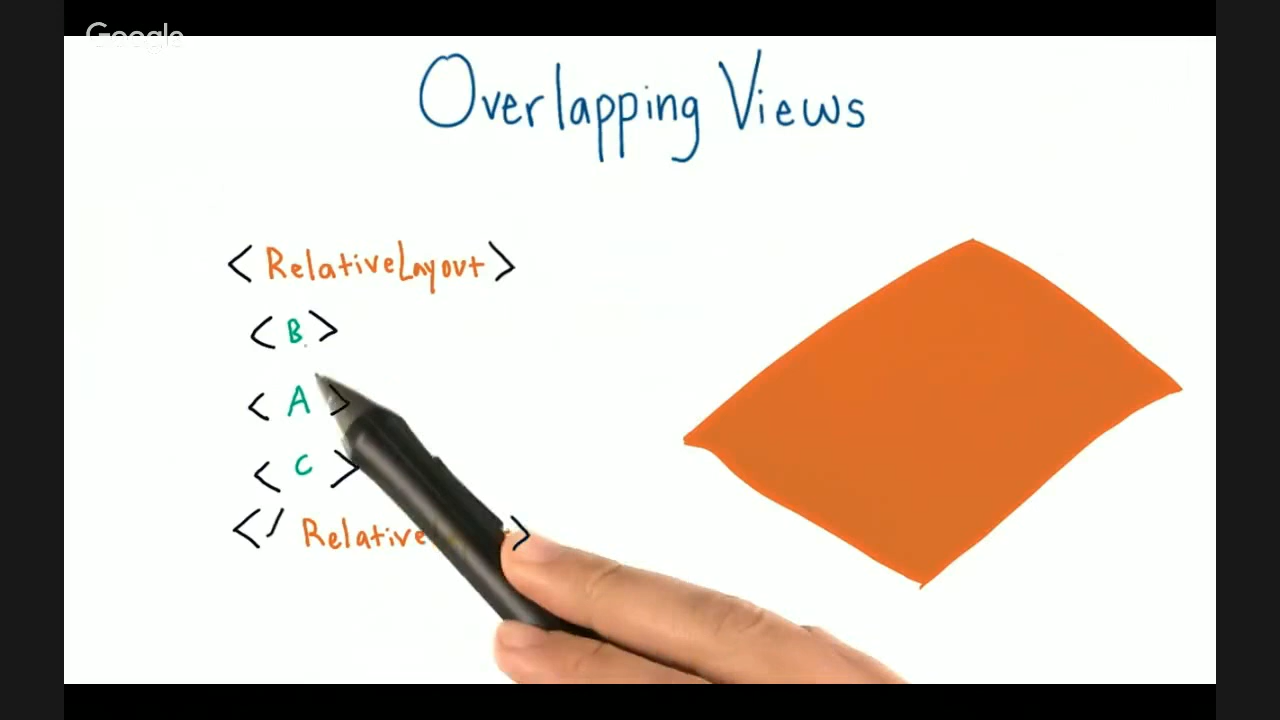 Google
Overlapping Views
<RelativeLayout>
<B>
<A>
<C>
</Relative >